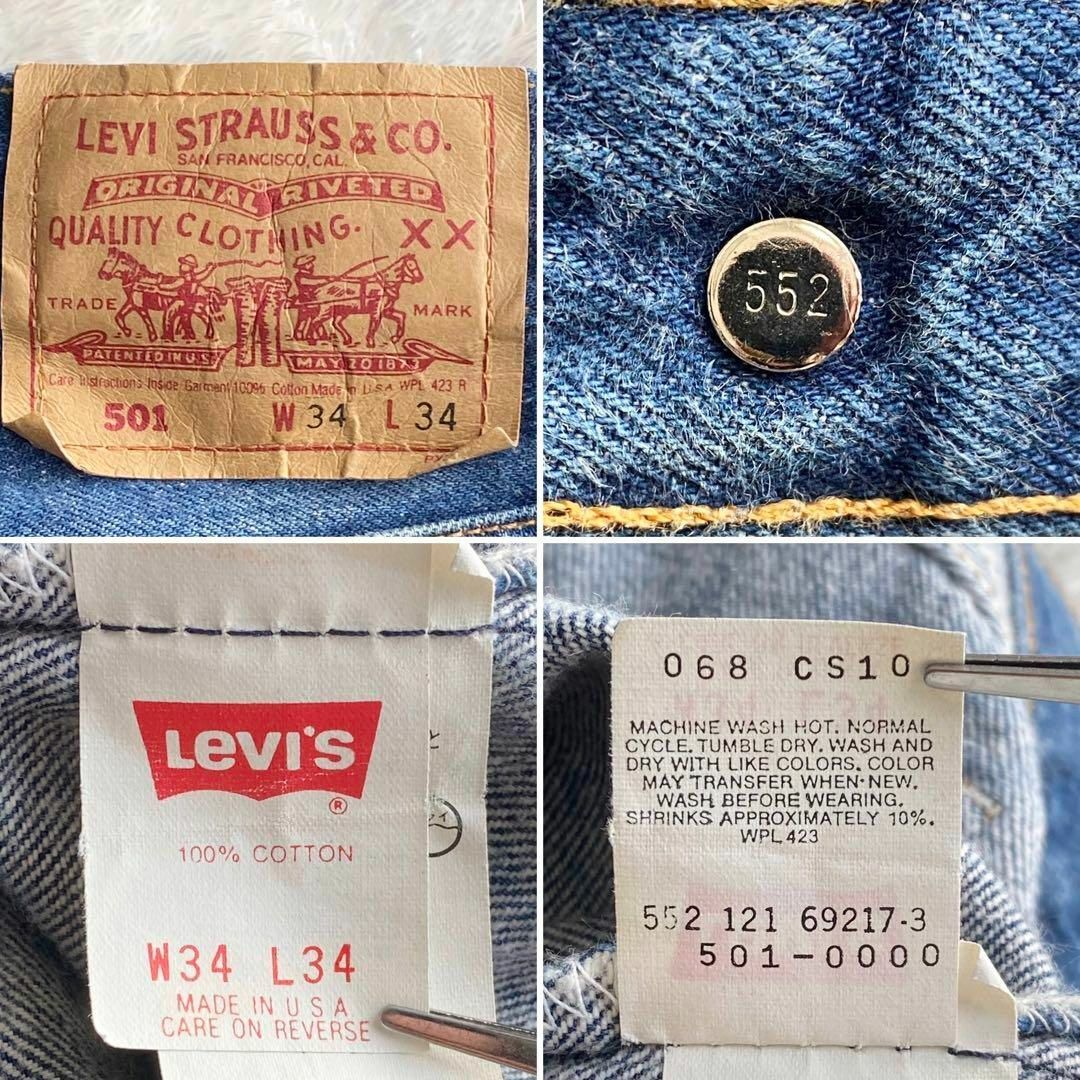 LEVI STRAUSS & CO.
SAN FRANCISCO, CAL.
ORIGINAL RIVETED
QUALITY CLOTHING. XX
TRADE MARK
PATENTED IN U.S. MAY 20 1873
Care Instructions Inside Garment 100% Cotton Made in U.S.A. WPL 423 R
501 W 34 L 34
552
LEVI'S
®
100% COTTON
W34 L34
MADE IN U S A
CARE ON REVERSE
068 CS10
MACHINE WASH HOT. NORMAL
CYCLE. TUMBLE DRY. WASH AND
DRY WITH LIKE COLORS. COLOR
MAY TRANSFER WHEN NEW.
WASH BEFORE WEARING.
SHRINKS APPROXIMATELY 10%.
WPL 423
552 121 69217-3
501-0000